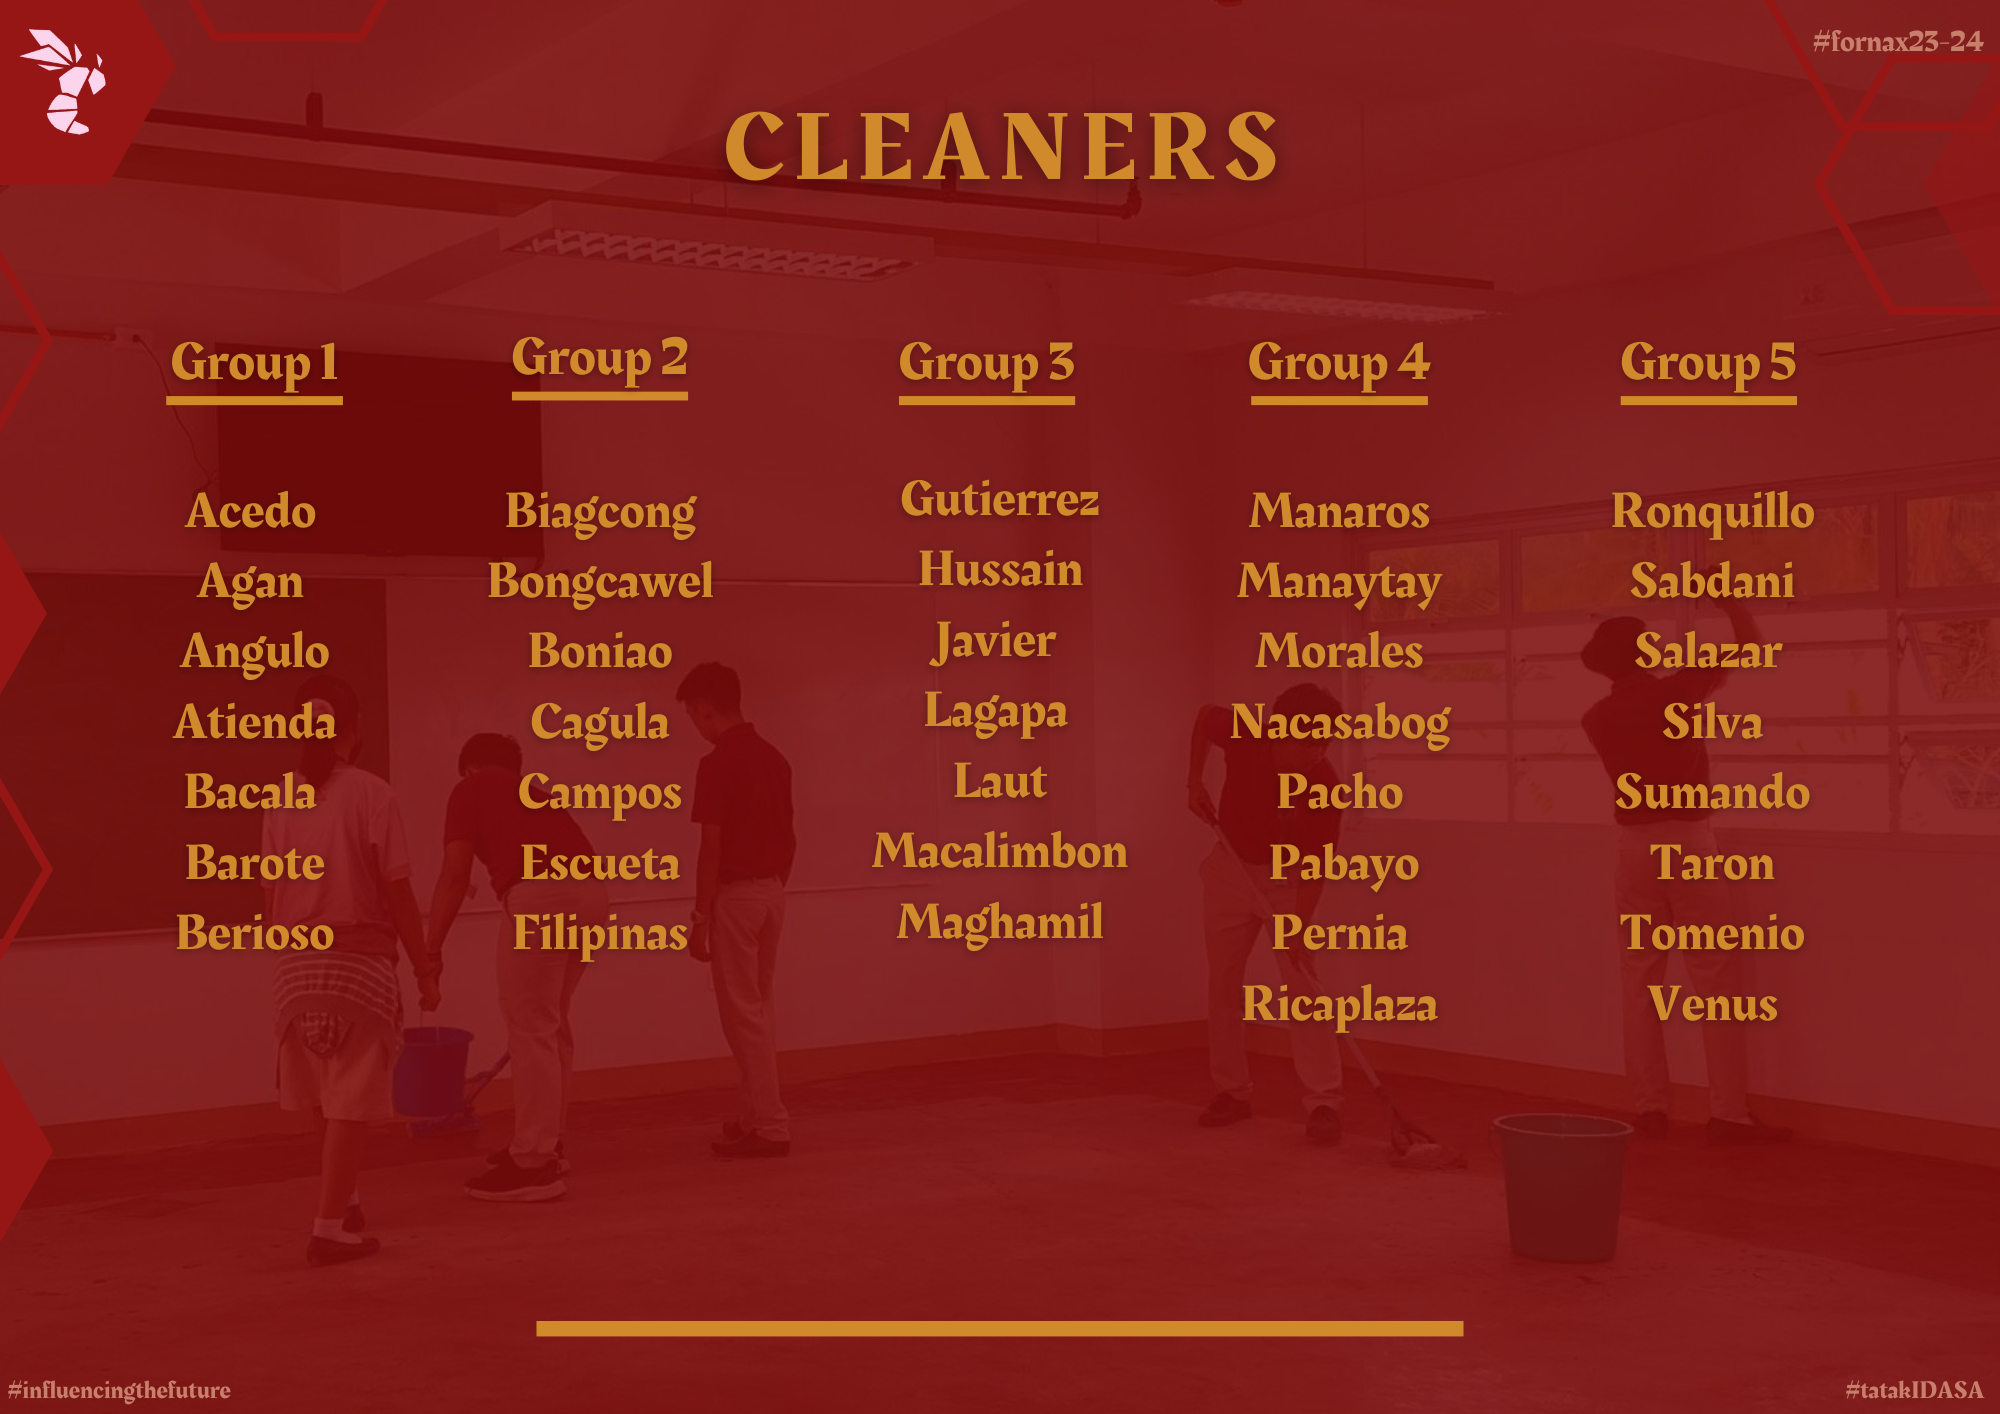 #fornax23-24
CLEANERS
Group 1
Acedo
Agan
Angulo
Atienda
Bacala
Barote
Berioso
Group 2
Biagcong
Bongcawel
Boniao
Cagula
Campos
Escueta
Filipinas
Group 3
Gutierrez
Hussain
Javier
Lagapa
Laut
Macalimbon
Maghamil
Group 4
Manaros
Manaytay
Morales
Nacasabog
Pacho
Pabayo
Pernia
Ricaplaza
Group 5
Ronquillo
Sabdani
Salazar
Silva
Sumando
Taron
Tomenio
Venus
#influencingthefuture
#tatakIDASA